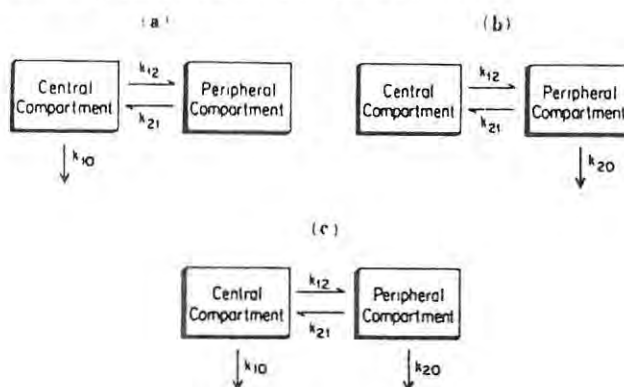 (a)
(b)
Central Compartment
k12
k21
Peripheral Compartment
k10
Central Compartment
k12
k21
Peripheral Compartment
k20
(c)
Central Compartment
k12
k21
Peripheral Compartment
k10
k20